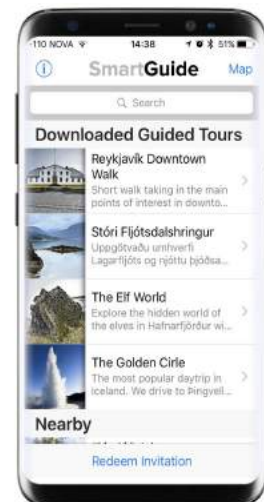 -110 NOVA 14:38 51%
SmartGuide Map
Search
Downloaded Guided Tours
Reykjavík Downtown
Walk
Short walk taking in the main
points of interest in downto...
Stóri Fljótsdalshringur
Uppgötvaðu umhverfi
Lagarfljóts og njóttu þjóðsa...
The Elf World
Explore the hidden world of
the elves in Hafnarfjörður wi...
The Golden Cirle
The most popular daytrip in
Iceland. We drive to Þingvell...
Nearby
Redeem Invitation